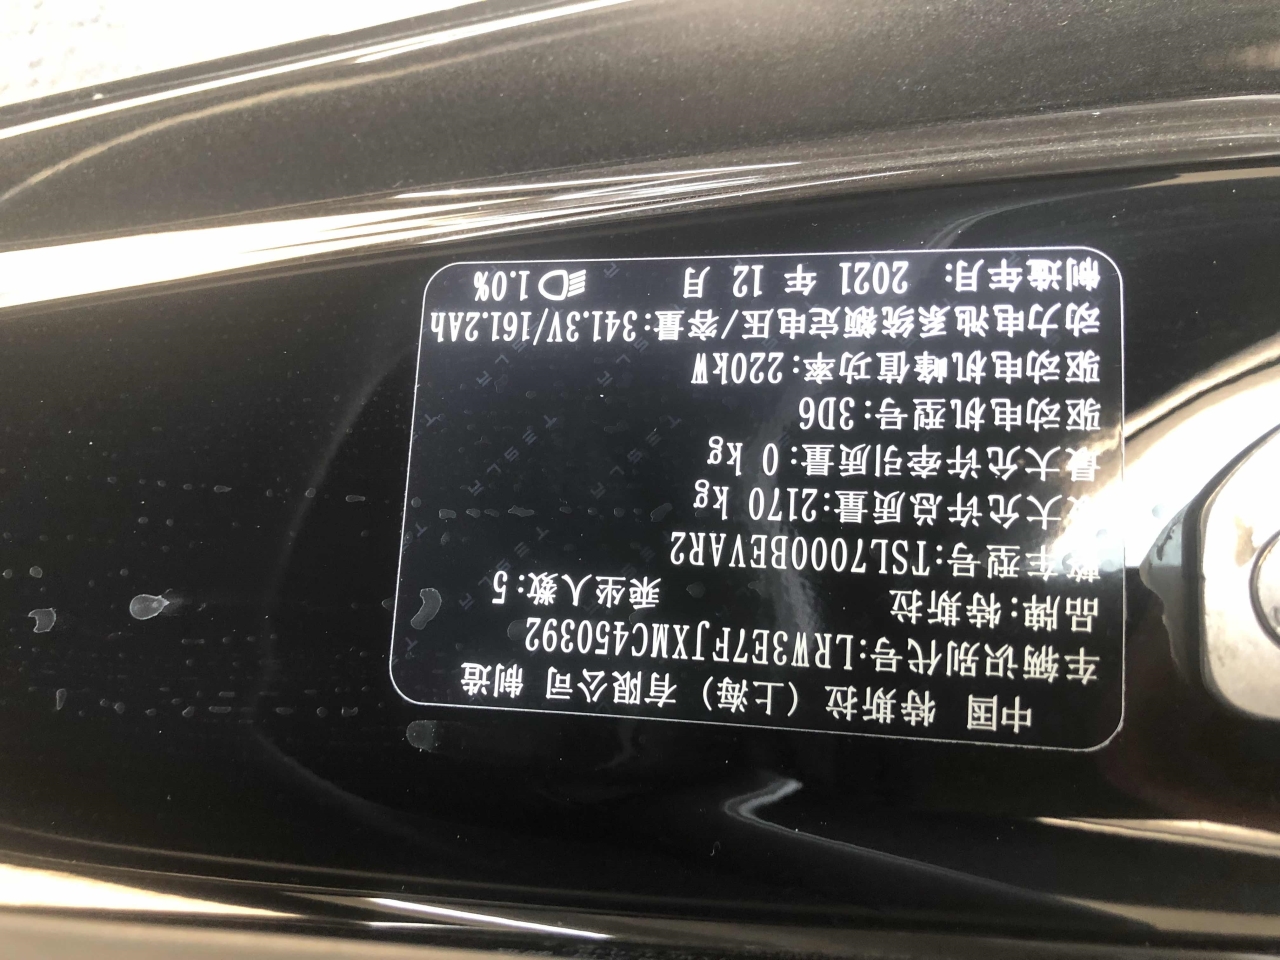 中国 特斯拉 (上海) 有限公司 制造
车辆识别代号:LRW3E7FJXMC450392
品牌:特斯拉 乘坐人数:5
整车型号:TSL7000BEVAR2
最大允许总质量:2170 kg
最大允许牵引质量:0 kg
驱动电机型号:3D6
驱动电机峰值功率:220kW
动力电池系统额定电压/容量:341.3V/161.2Ah
制造年月: 2021 年 12 月 1.0%
TESLA